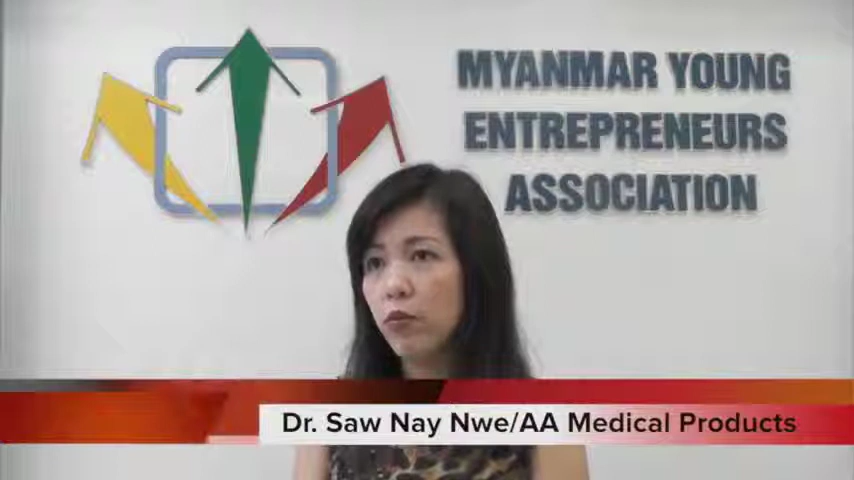 MYANMAR YOUNG
ENTREPRENEURS
ASSOCIATION
Dr. Saw Nay Nwe/AA Medical Products